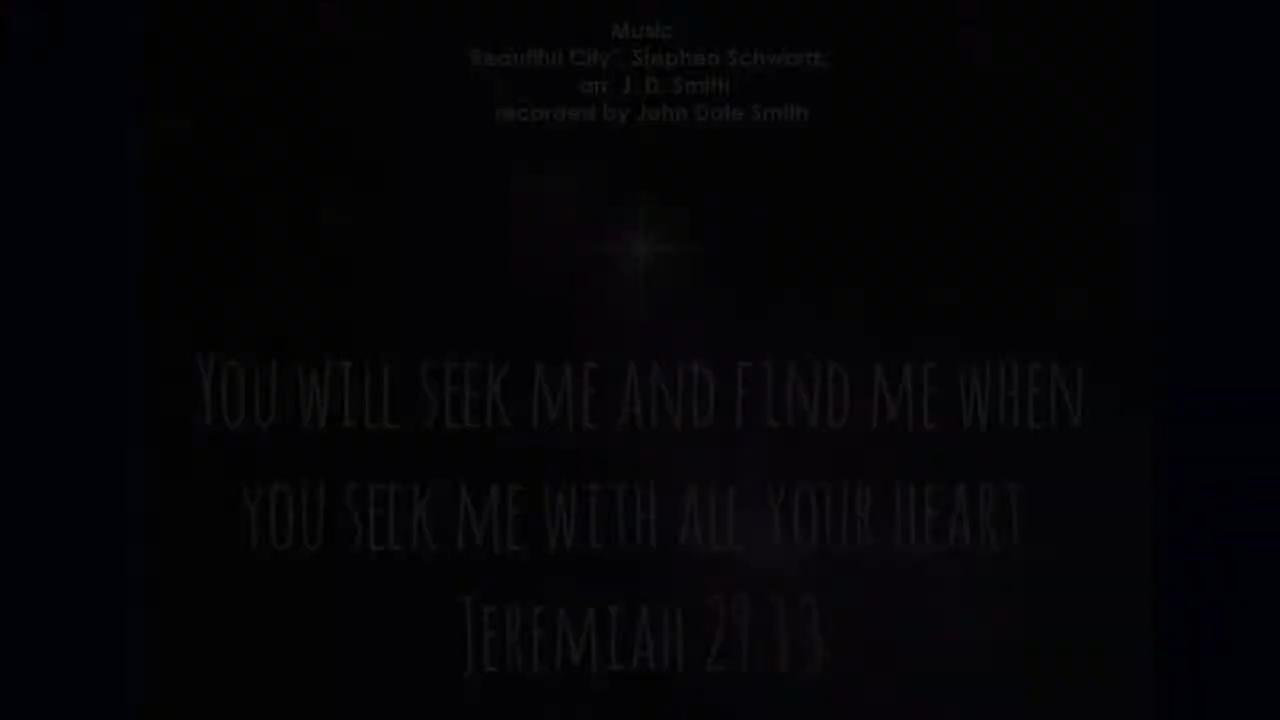 Music
"Beautiful City", Stephen Schwartz;
arr. J. D. Smith
recorded by John Dale Smith
You will seek me and find me when
you seek me with all your heart
Jeremiah 29:13